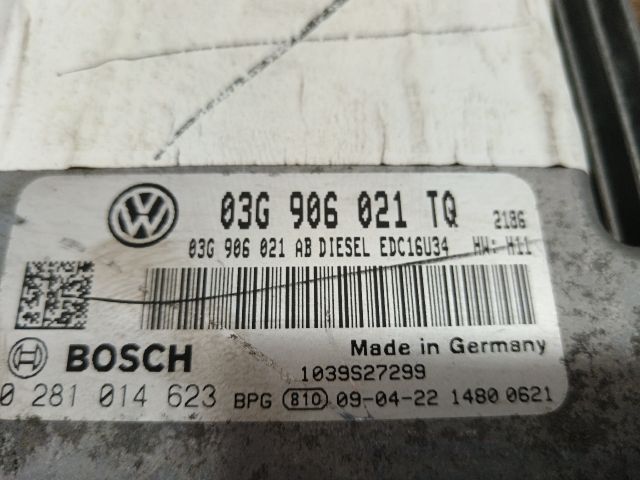 03G 906 021 TQ 2186
03G 906 021 AB DIESEL EDC16U34 HW: H11
BOSCH Made in Germany
1039S27299
0 281 014 623 BPG 810 09-04-22 1480 0621